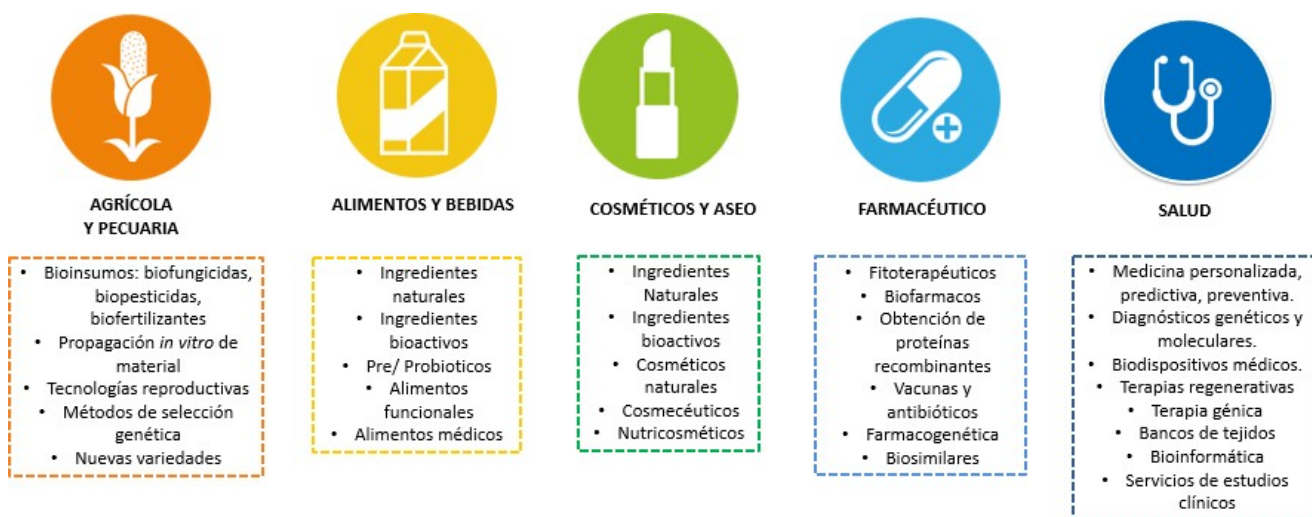 AGRÍCOLA
Y PECUARIA
• Bioinsumos: biofungicidas,
biopesticidas,
biofertilizantes
• Propagación in vitro de
material
• Tecnologías reproductivas
• Métodos de selección
genética
• Nuevas variedades
ALIMENTOS Y BEBIDAS
• Ingredientes
naturales
• Ingredientes
bioactivos
• Pre/ Probioticos
• Alimentos
funcionales
• Alimentos médicos
COSMÉTICOS Y ASEO
• Ingredientes
Naturales
• Ingredientes
bioactivos
• Cosméticos
naturales
• Cosmecéuticos
• Nutricosméticos
FARMACÉUTICO
• Fitoterapéuticos
• Biofarmacos
• Obtención de
proteínas
recombinantes
• Vacunas y
antibióticos
• Farmacogenética
• Biosimilares
SALUD
• Medicina personalizada,
predictiva, preventiva.
• Diagnósticos genéticos y
moleculares.
• Biodispositivos médicos.
• Terapias regenerativas
• Terapia génica
• Bancos de tejidos
• Bioinformática
• Servicios de estudios
clínicos